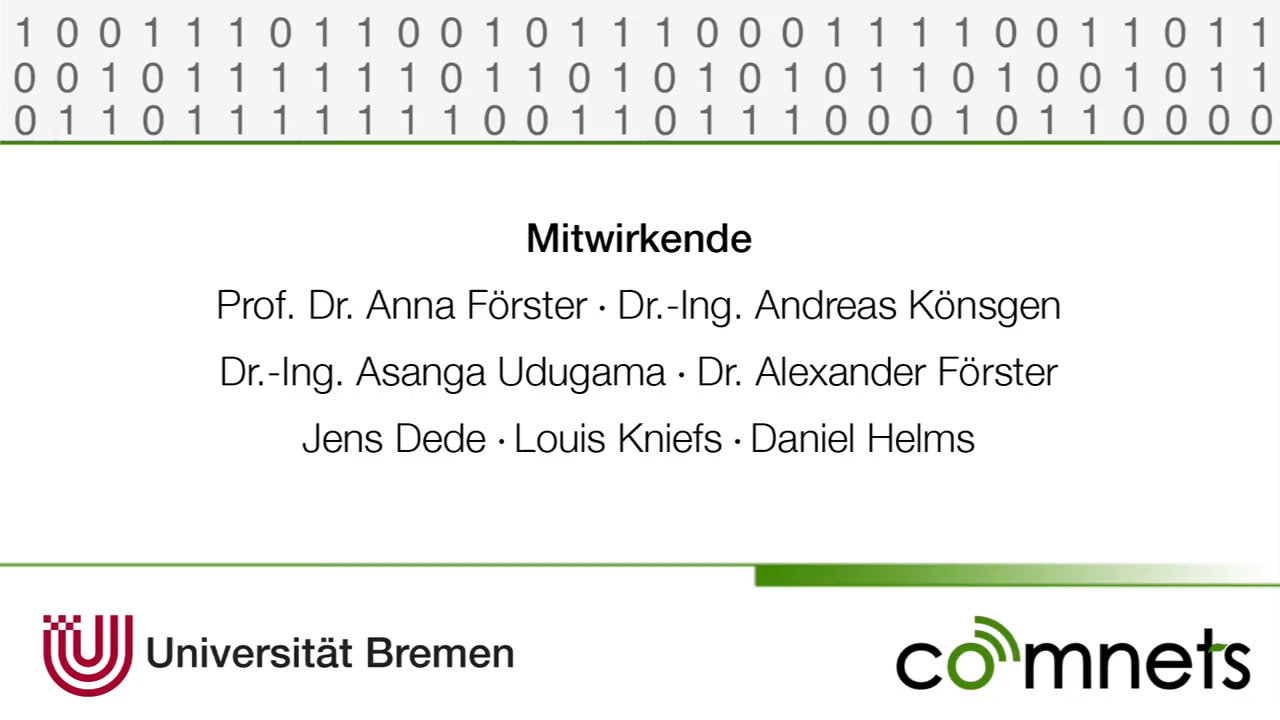 1 0 0 1 1 1 0 1 1 0 0 1 0 1 1 1 0 0 0 1 1 1 1 0 0 1 1 0 1 1
0 0 1 0 1 1 1 1 1 1 0 1 1 0 1 0 1 0 1 0 1 1 0 1 0 0 1 0 1 1
0 1 1 0 1 1 1 1 1 1 1 0 0 1 1 0 1 1 1 0 0 0 1 0 1 1 0 0 0 0
Mitwirkende
Prof. Dr. Anna Förster · Dr.-Ing. Andreas Könsgen
Dr.-Ing. Asanga Udugama · Dr. Alexander Förster
Jens Dede · Louis Kniefs · Daniel Helms
Universität Bremen
comnets